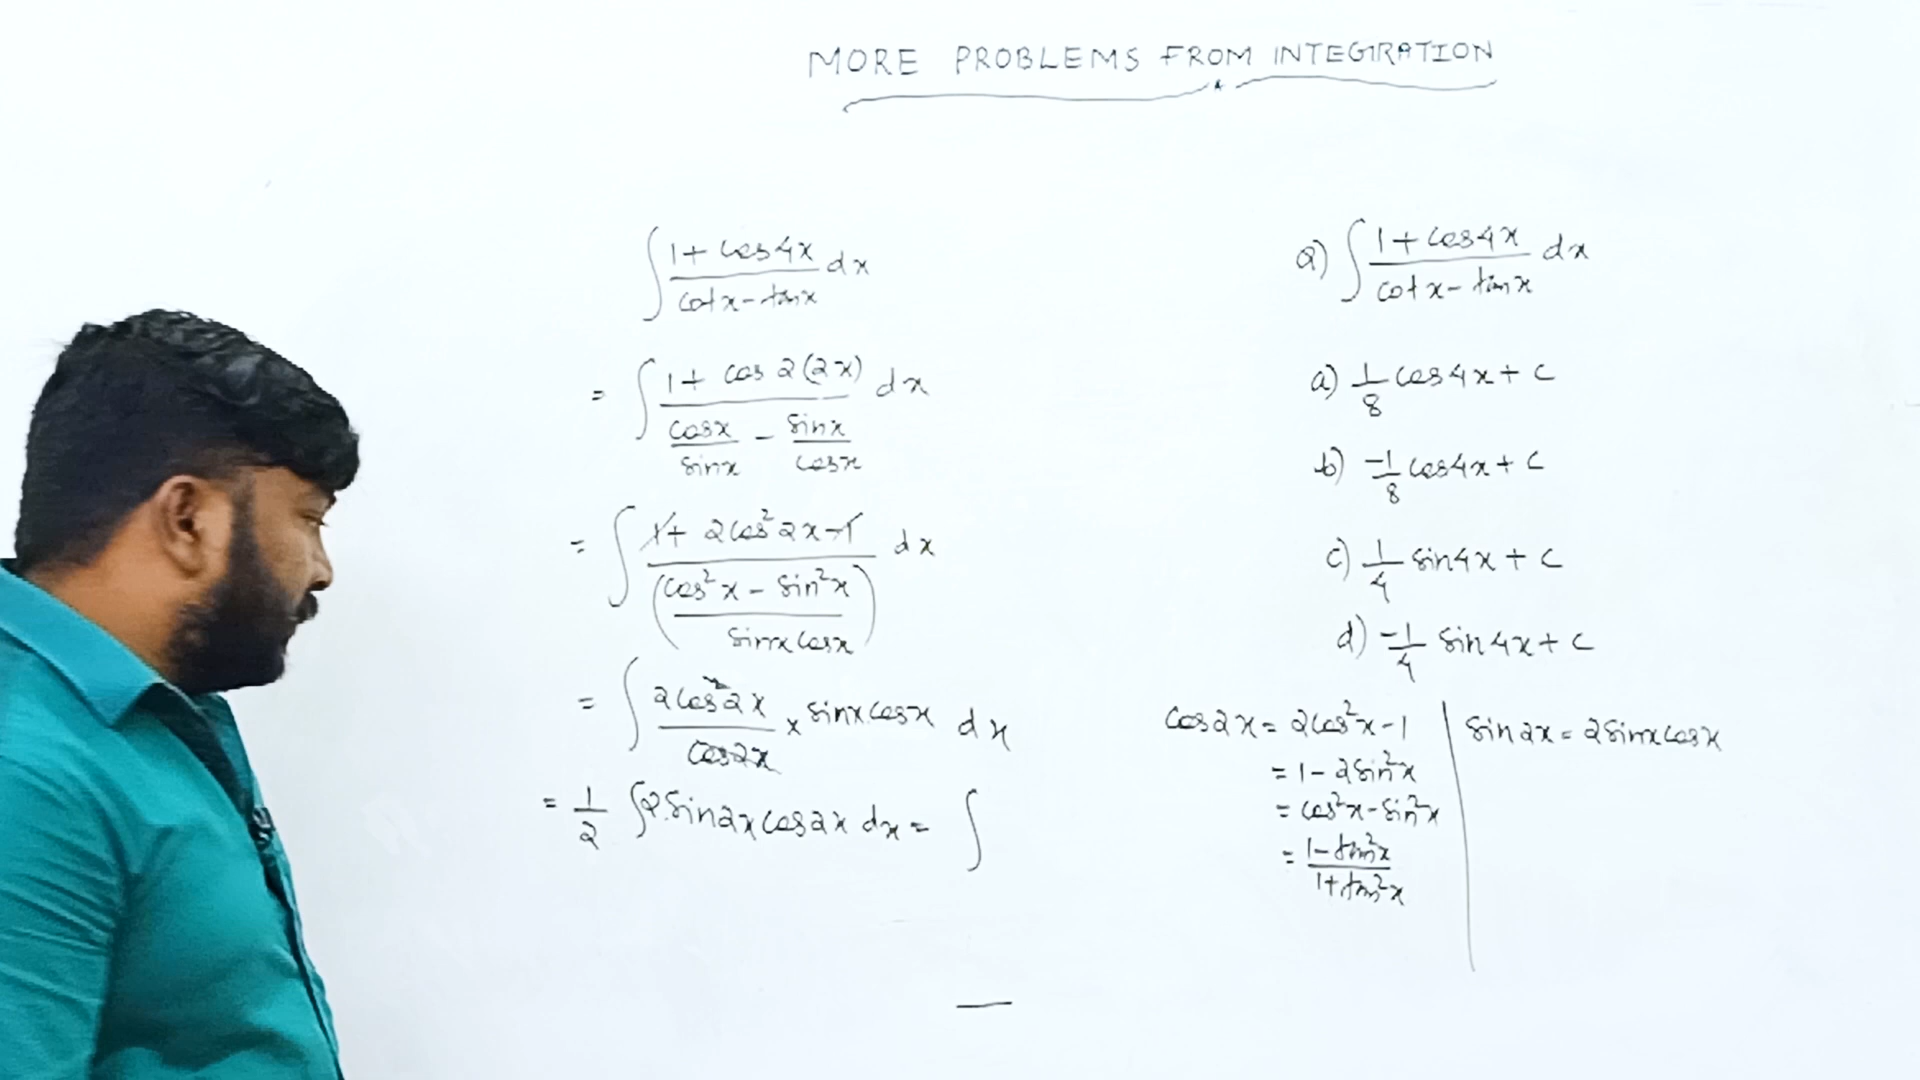 MORE PROBLEMS FROM INTEGRATION
∫ (1 + cos4x)/(cotx - tanx) dx
= ∫ (1 + cos 2(2x))/(cosx/sinx - sinx/cosx) dx
= ∫ (1 + 2cos²2x - 1)/((cos²x - sin²x)/(sinx cosx)) dx
= ∫ (2cos²2x)/(cos2x) × sinx cosx dx
= 1/2 ∫ 2 sin2x cos2x dx = ∫
Q) ∫ (1 + cos4x)/(cotx - tanx) dx
a) 1/8 cos4x + c
b) -1/8 cos4x + c
c) 1/4 sin4x + c
d) -1/4 sin4x + c
cos2x = 2cos²x - 1
= 1 - 2sin²x
= cos²x - sin²x
= (1 - tan²x)/(1 + tan²x)
sin2x = 2sinx cosx